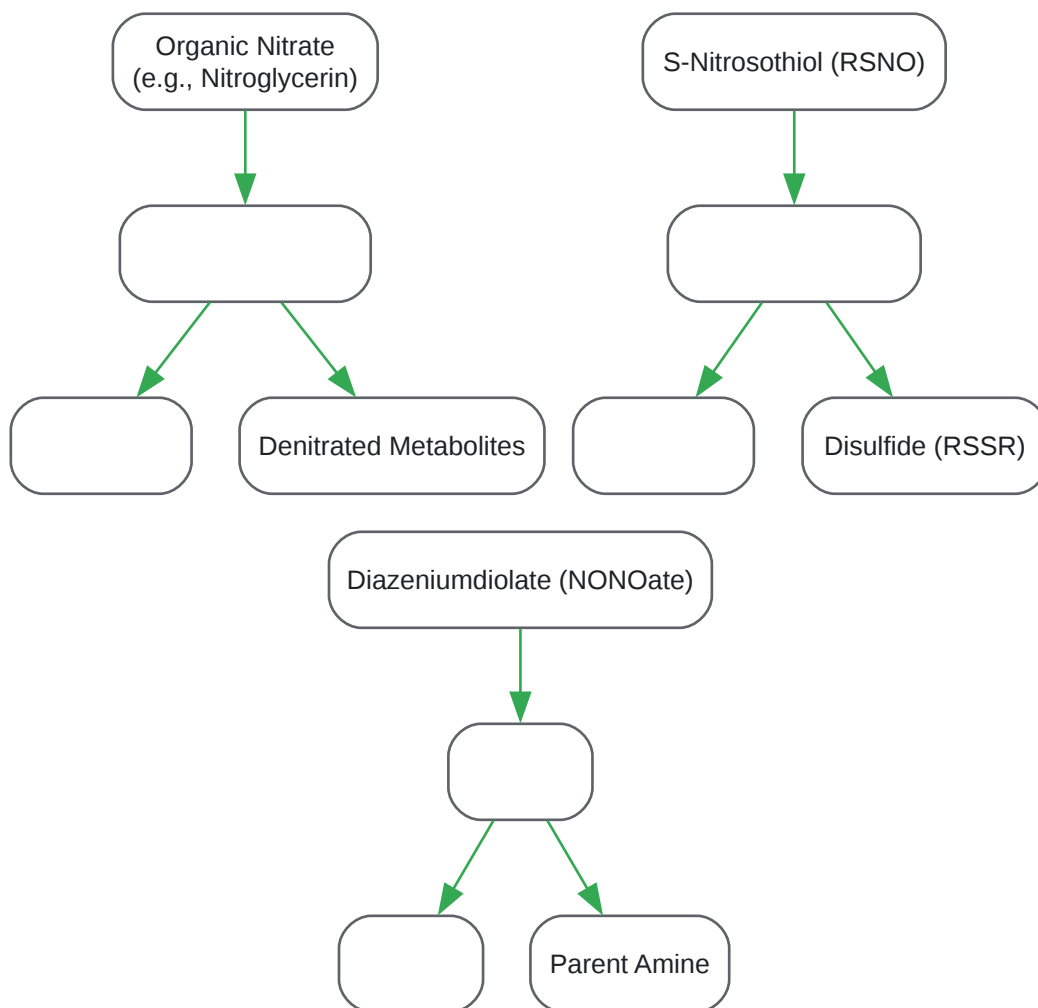 Organic Nitrate
(e.g., Nitroglycerin)
S-Nitrosothiol (RSNO)
Denitrated Metabolites
Disulfide (RSSR)
Diazeniumdiolate (NONOate)
Parent Amine